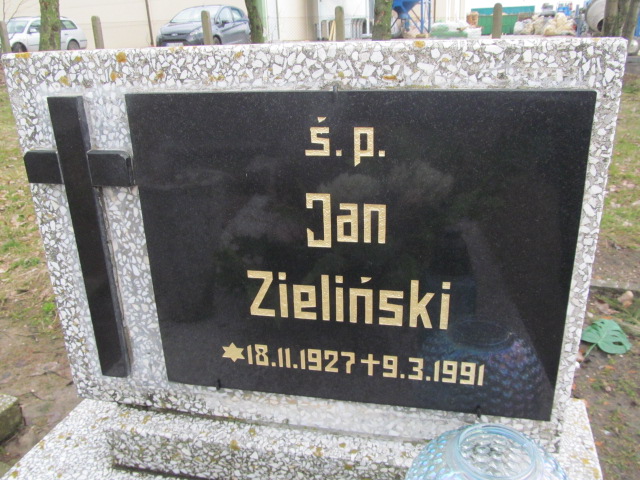 ś. p.
Jan
Zieliński
✶18.11.1927 ✝9.3.1991